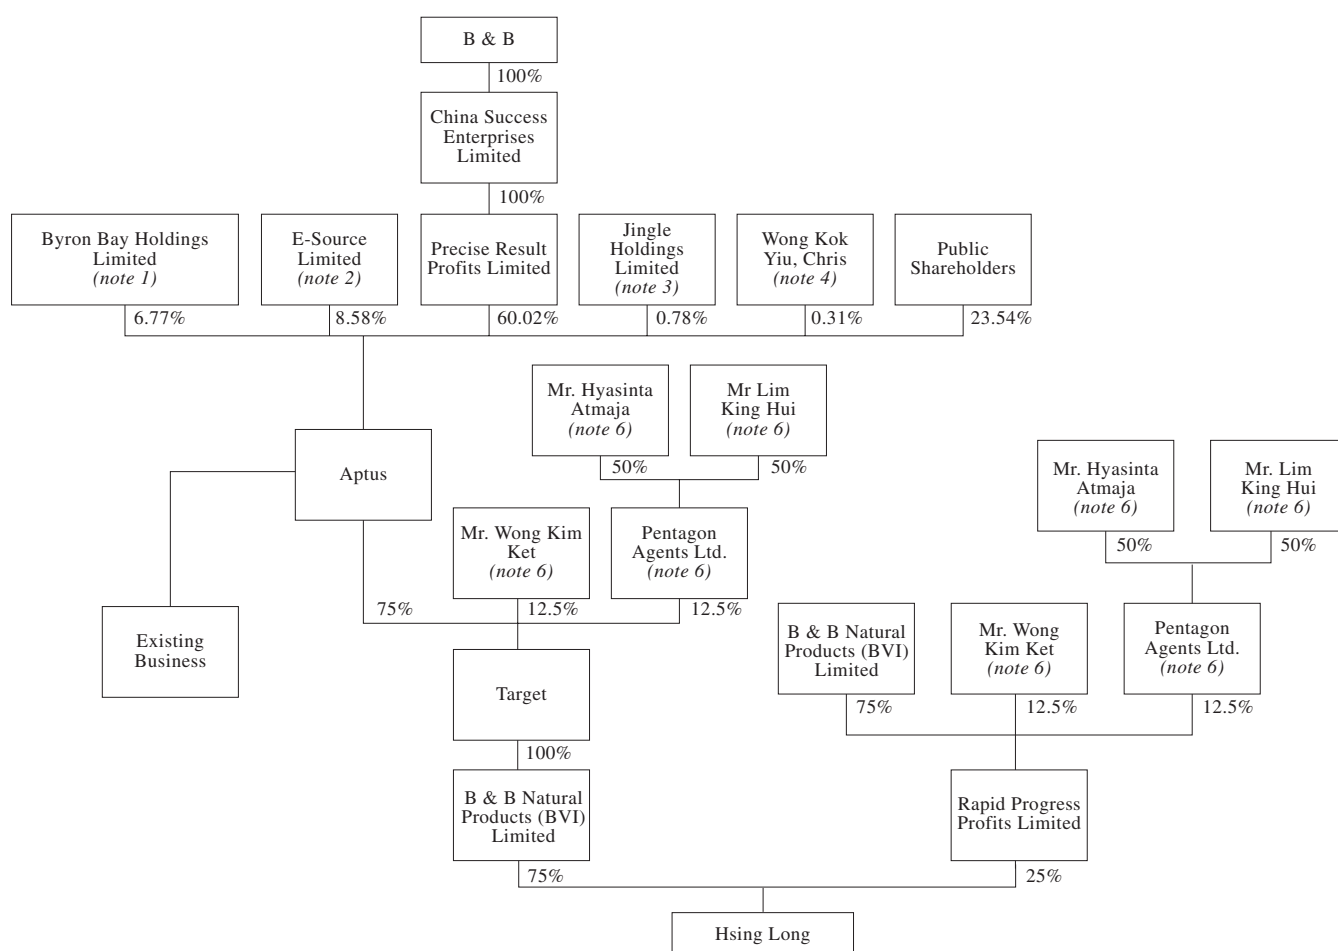 B & B
100%
China Success
Enterprises
Limited
100%
Byron Bay Holdings
Limited
(note 1)
E-Source
Limited
(note 2)
Precise Result
Profits Limited
Jingle
Holdings
Limited
(note 3)
Wong Kok
Yiu, Chris
(note 4)
Public
Shareholders
6.77%
8.58%
60.02%
0.78%
0.31%
23.54%
Mr. Hyasinta
Atmaja
(note 6)
Mr Lim
King Hui
(note 6)
50%
50%
Aptus
Mr. Hyasinta
Atmaja
(note 6)
Mr. Lim
King Hui
(note 6)
50%
50%
Mr. Wong Kim
Ket
(note 6)
Pentagon
Agents Ltd.
(note 6)
75%
12.5%
12.5%
Existing
Business
B & B Natural
Products (BVI)
Limited
Mr. Wong
Kim Ket
(note 6)
Pentagon
Agents Ltd.
(note 6)
75%
12.5%
12.5%
Target
100%
B & B Natural
Products (BVI)
Limited
Rapid Progress
Profits Limited
75%
25%
Hsing Long